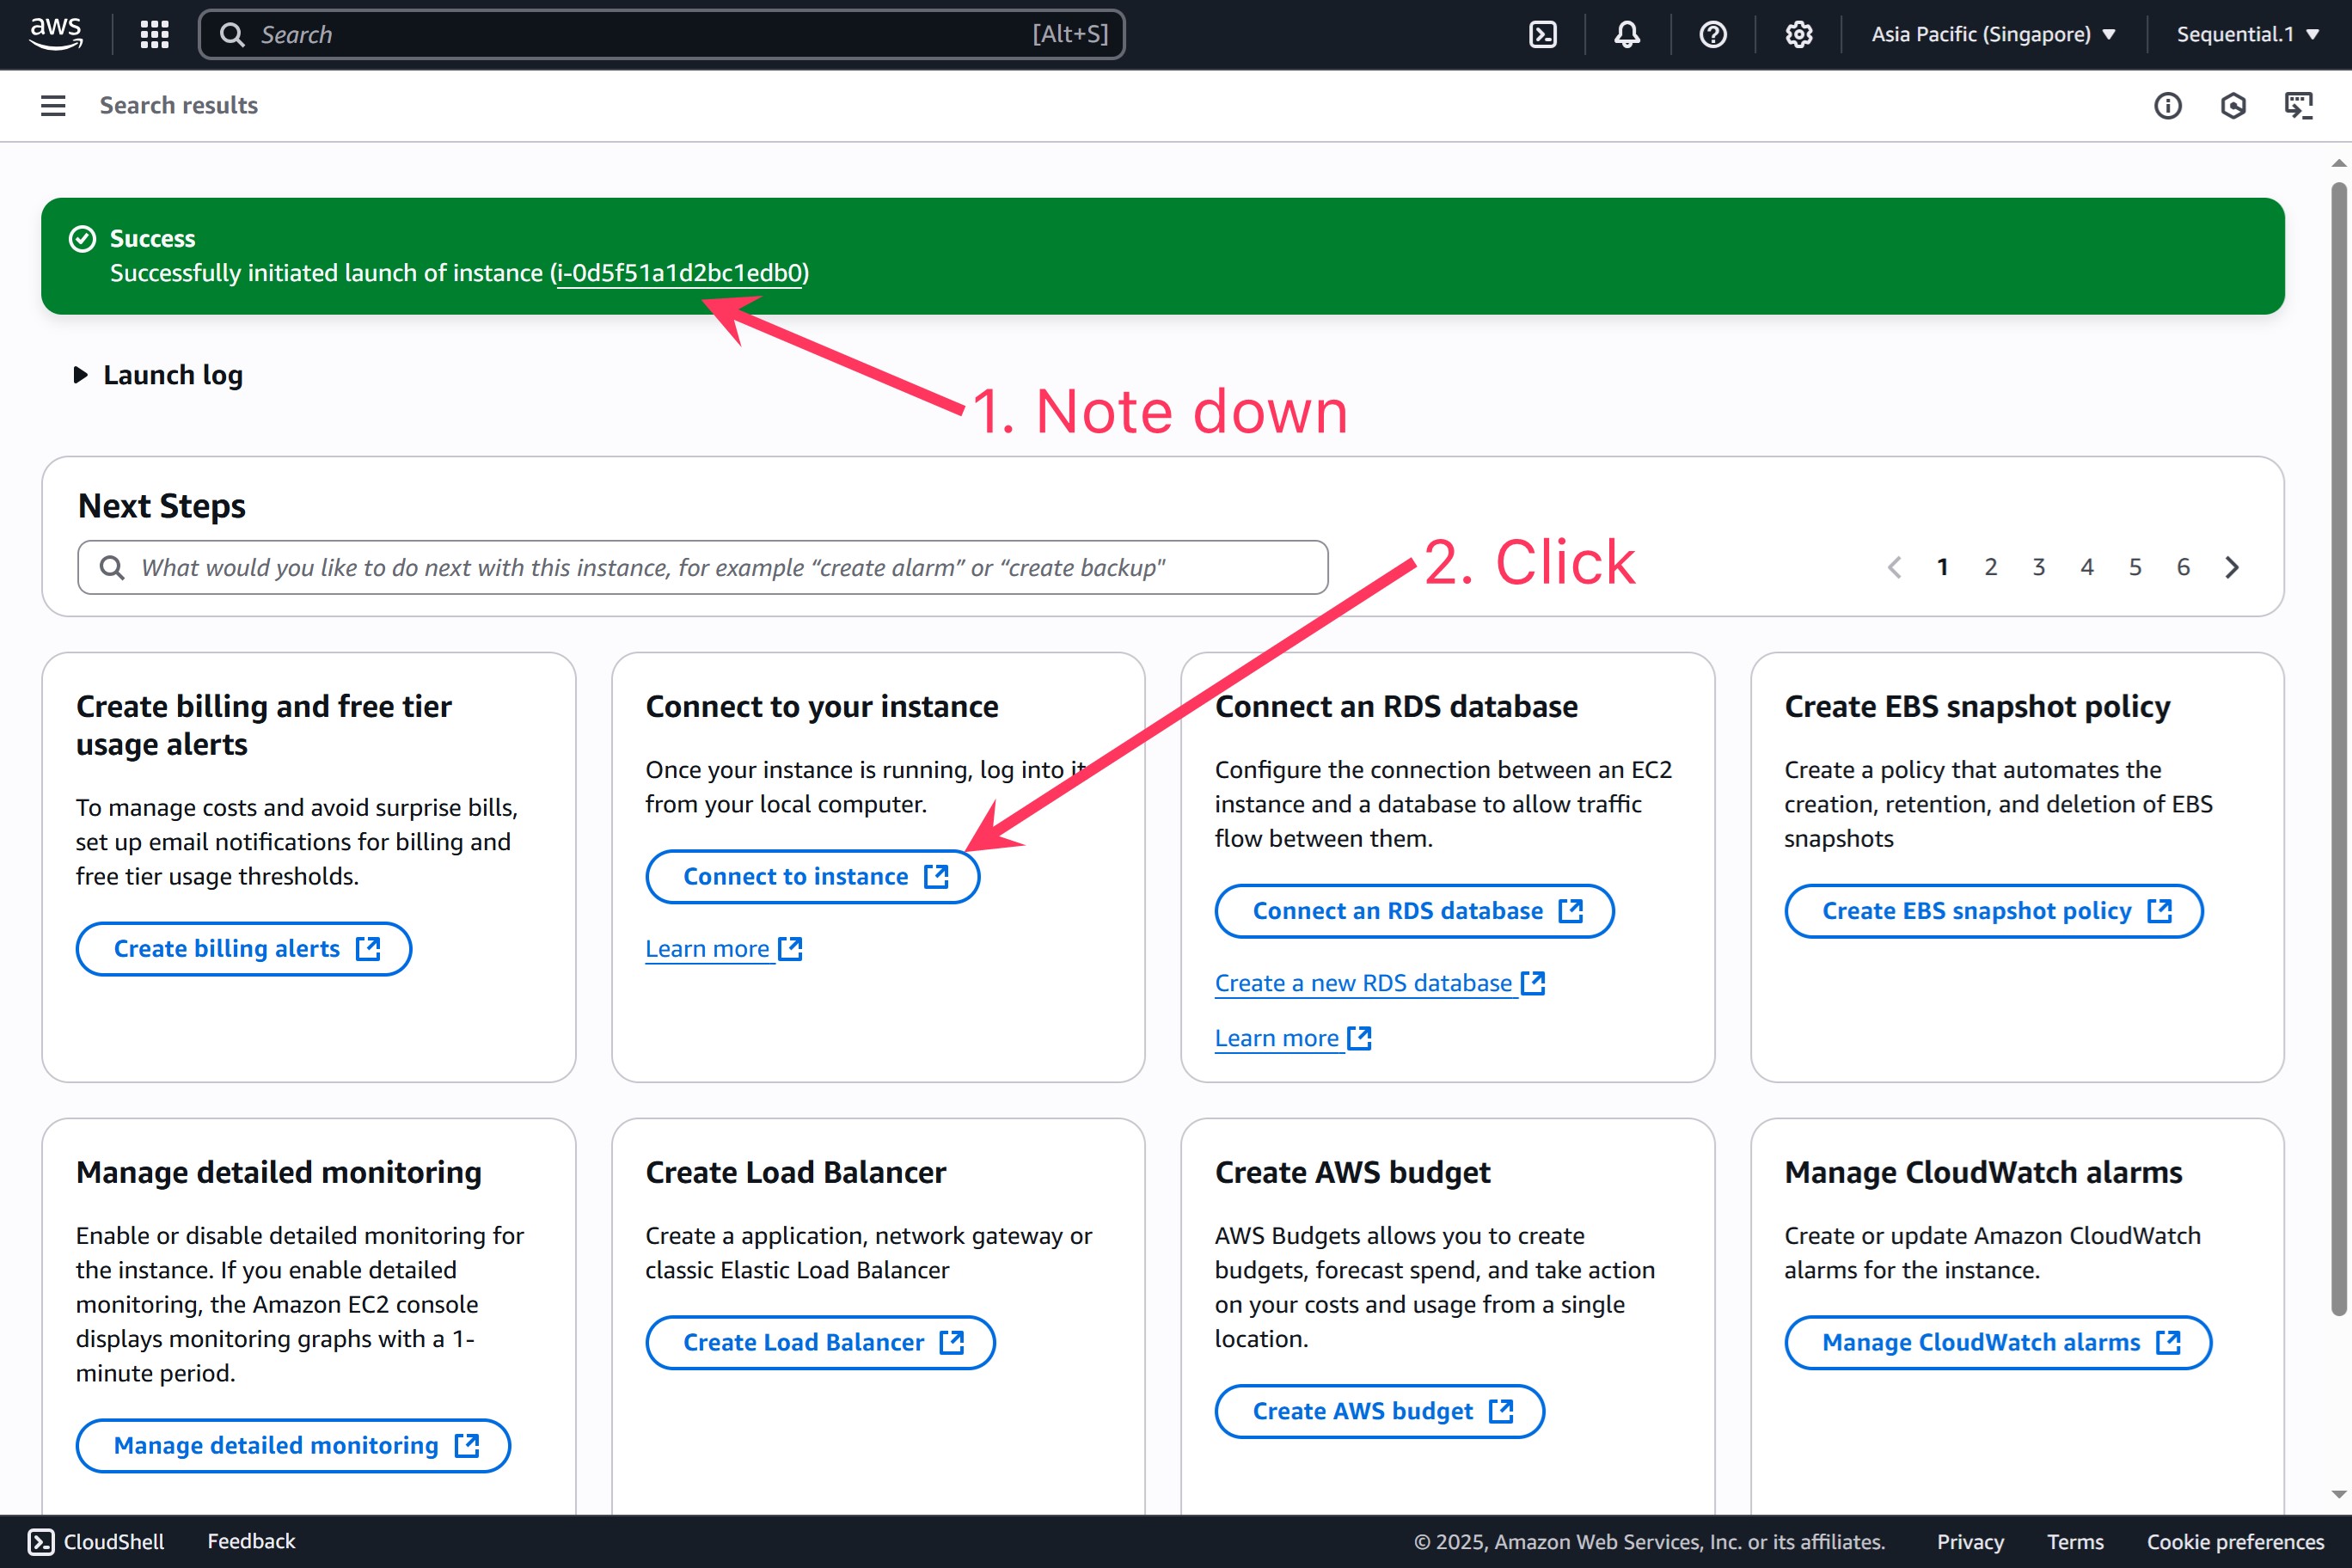 aws
Search
[Alt+S]
Asia Pacific (Singapore)
Sequential.1
Search results
Success
Successfully initiated launch of instance (i-0d5f51a1d2bc1edb0)
Launch log
1. Note down
Next Steps
What would you like to do next with this instance, for example “create alarm” or “create backup"
2. Click
1 2 3 4 5 6
Create billing and free tier
usage alerts
To manage costs and avoid surprise bills,
set up email notifications for billing and
free tier usage thresholds.
Create billing alerts
Connect to your instance
Once your instance is running, log into it
from your local computer.
Connect to instance
Learn more
Connect an RDS database
Configure the connection between an EC2
instance and a database to allow traffic
flow between them.
Connect an RDS database
Create a new RDS database
Learn more
Create EBS snapshot policy
Create a policy that automates the
creation, retention, and deletion of EBS
snapshots
Create EBS snapshot policy
Manage detailed monitoring
Enable or disable detailed monitoring for
the instance. If you enable detailed
monitoring, the Amazon EC2 console
displays monitoring graphs with a 1-
minute period.
Manage detailed monitoring
Create Load Balancer
Create a application, network gateway or
classic Elastic Load Balancer
Create Load Balancer
Create AWS budget
AWS Budgets allows you to create
budgets, forecast spend, and take action
on your costs and usage from a single
location.
Create AWS budget
Manage CloudWatch alarms
Create or update Amazon CloudWatch
alarms for the instance.
Manage CloudWatch alarms
CloudShell
Feedback
© 2025, Amazon Web Services, Inc. or its affiliates.
Privacy
Terms
Cookie preferences